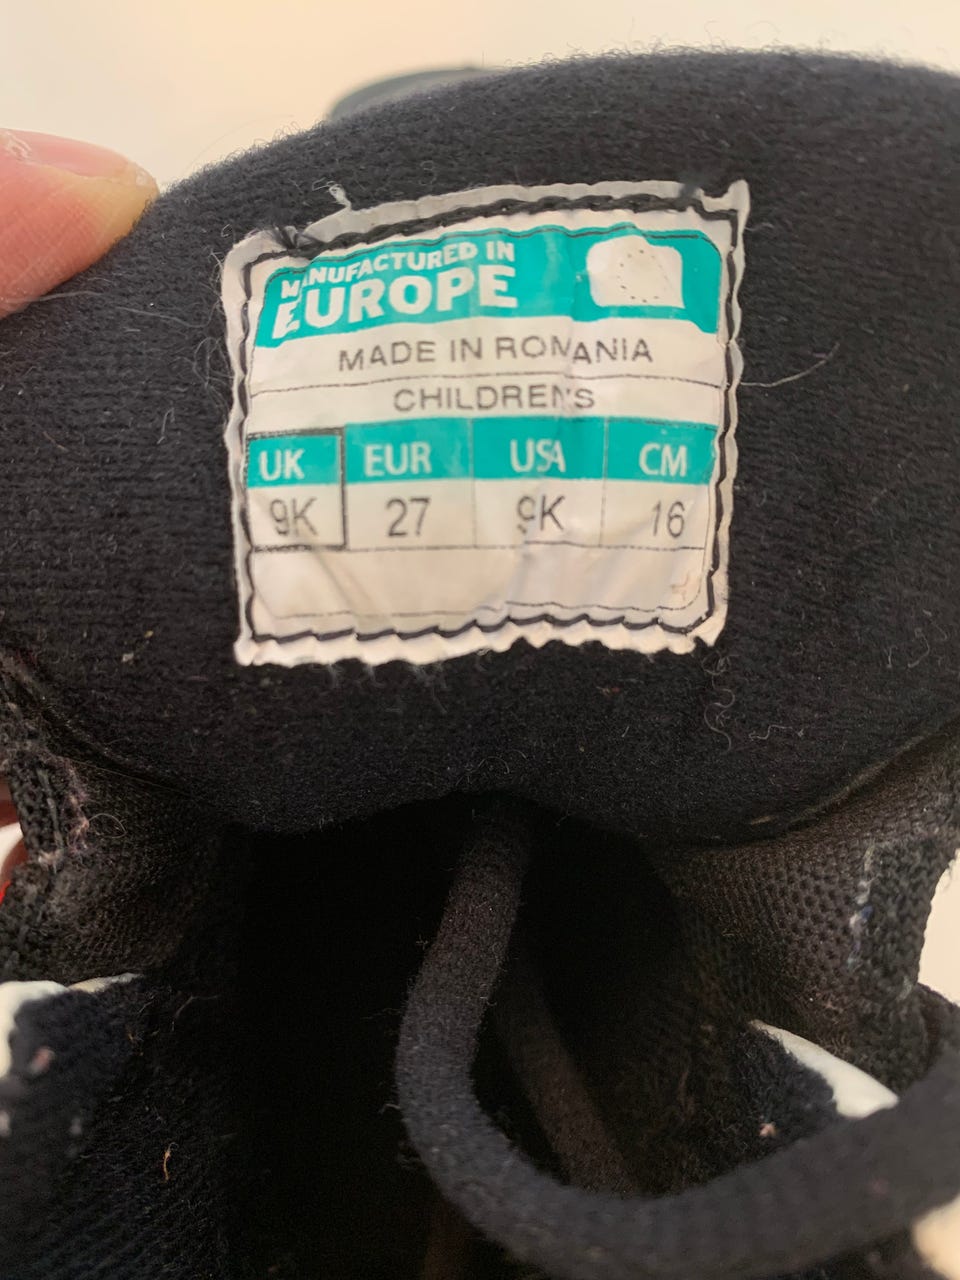 MANUFACTURED IN
EUROPE
MADE IN ROMANIA
CHILDREN'S
UK EUR USA CM
9K 27 9K 16